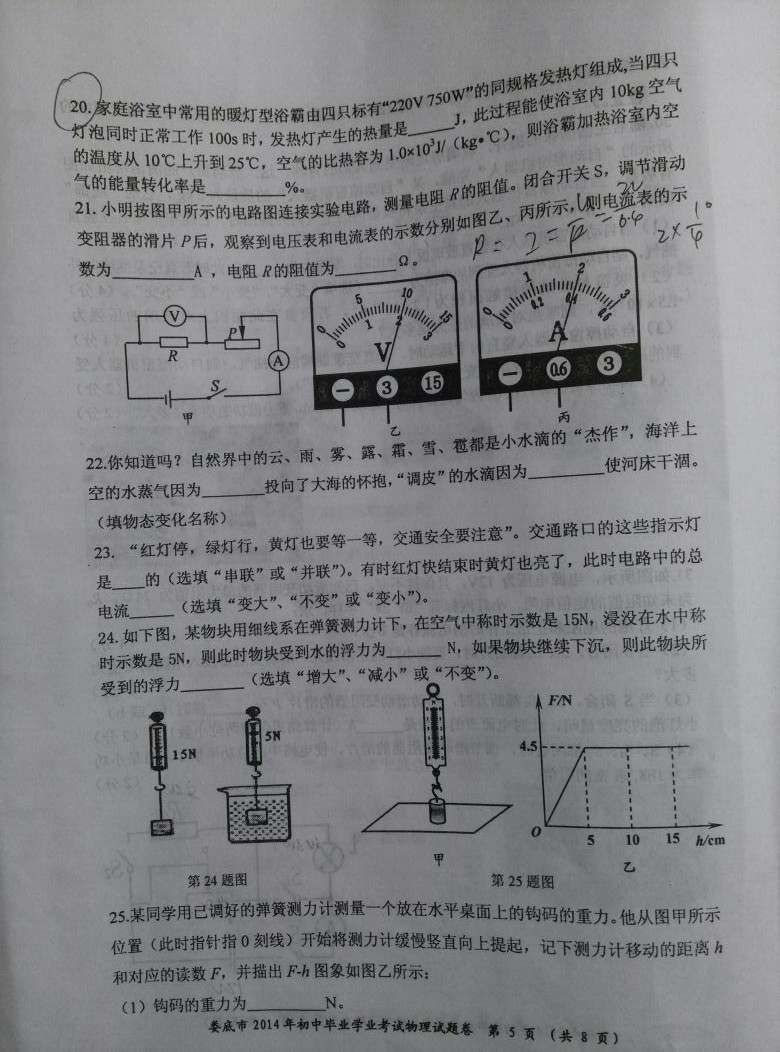 20. 家庭浴室中常用的暖灯型浴霸由四只标有“220V 750W”的同规格发热灯组成,当四只
灯泡同时正常工作 100s 时，发热灯产生的热量是______J，此过程能使浴室内 10kg 空气
的温度从 10℃上升到 25℃，空气的比热容为 1.0×10³J/（kg•℃），则浴霸加热浴室内空
气的能量转化率是________%。
21. 小明按图甲所示的电路图连接实验电路，测量电阻 R 的阻值。闭合开关 S，调节滑动
变阻器的滑片 P 后，观察到电压表和电流表的示数分别如图乙、丙所示，则电流表的示
数为________A ，电阻 R 的阻值为______Ω。
R = 
2×
V
R
P
A
S
甲
0 5 10 15
0 1 2 3
V
− 3 15
乙
0 1 2 3
0 0.2 0.4 0.6
A
− 0.6 3
丙
22.你知道吗？自然界中的云、雨、雾、露、霜、雪、雹都是小水滴的“杰作”，海洋上
空的水蒸气因为________投向了大海的怀抱，“调皮”的水滴因为________使河床干涸。
（填物态变化名称）
23. “红灯停，绿灯行，黄灯也要等一等，交通安全要注意”。交通路口的这些指示灯
是____的（选填“串联”或“并联”）。有时红灯快结束时黄灯也亮了，此时电路中的总
电流_____（选填“变大”、“不变”或“变小”）。
24. 如下图，某物块用细线系在弹簧测力计下，在空气中称时示数是 15N，浸没在水中称
时示数是 5N，则此时物块受到水的浮力为_______ N，如果物块继续下沉，则此物块所
受到的浮力_______（选填“增大”、“减小”或“不变”）。
15N
5N
第 24 题图
甲
F/N
4.5
0 5 10 15 h/cm
乙
第 25 题图
25.某同学用已调好的弹簧测力计测量一个放在水平桌面上的钩码的重力。他从图甲所示
位置（此时指针指 0 刻线）开始将测力计缓慢竖直向上提起，记下测力计移动的距离 h
和对应的读数 F，并描出 F-h 图象如图乙所示；
（1）钩码的重力为_________N。
娄底市 2014 年初中毕业学业考试物理试题卷 第 5 页（共 8 页）